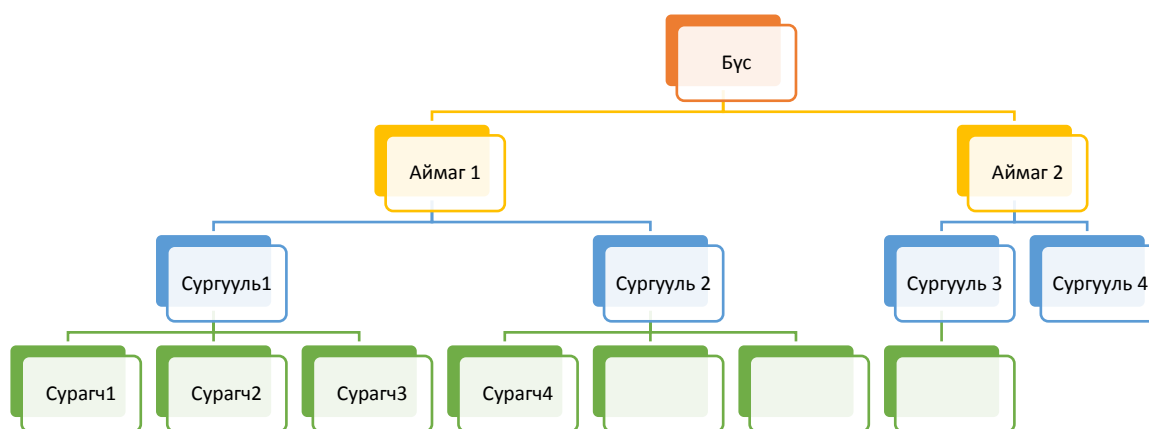 Бүс
Аймаг 1
Аймаг 2
Сургууль1
Сургууль 2
Сургууль 3
Сургууль 4
Сурагч1
Сурагч2
Сурагч3
Сурагч4